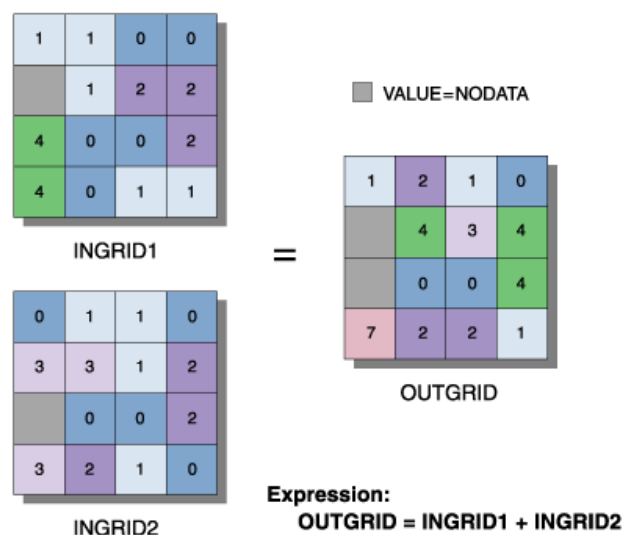 1 1 0 0
1 2 2
4 0 0 2
4 0 1 1
INGRID1
0 1 1 0
3 3 1 2
0 0 2
3 2 1 0
INGRID2
=
VALUE=NODATA
1 2 1 0
4 3 4
0 0 4
7 2 2 1
OUTGRID
Expression:
OUTGRID = INGRID1 + INGRID2